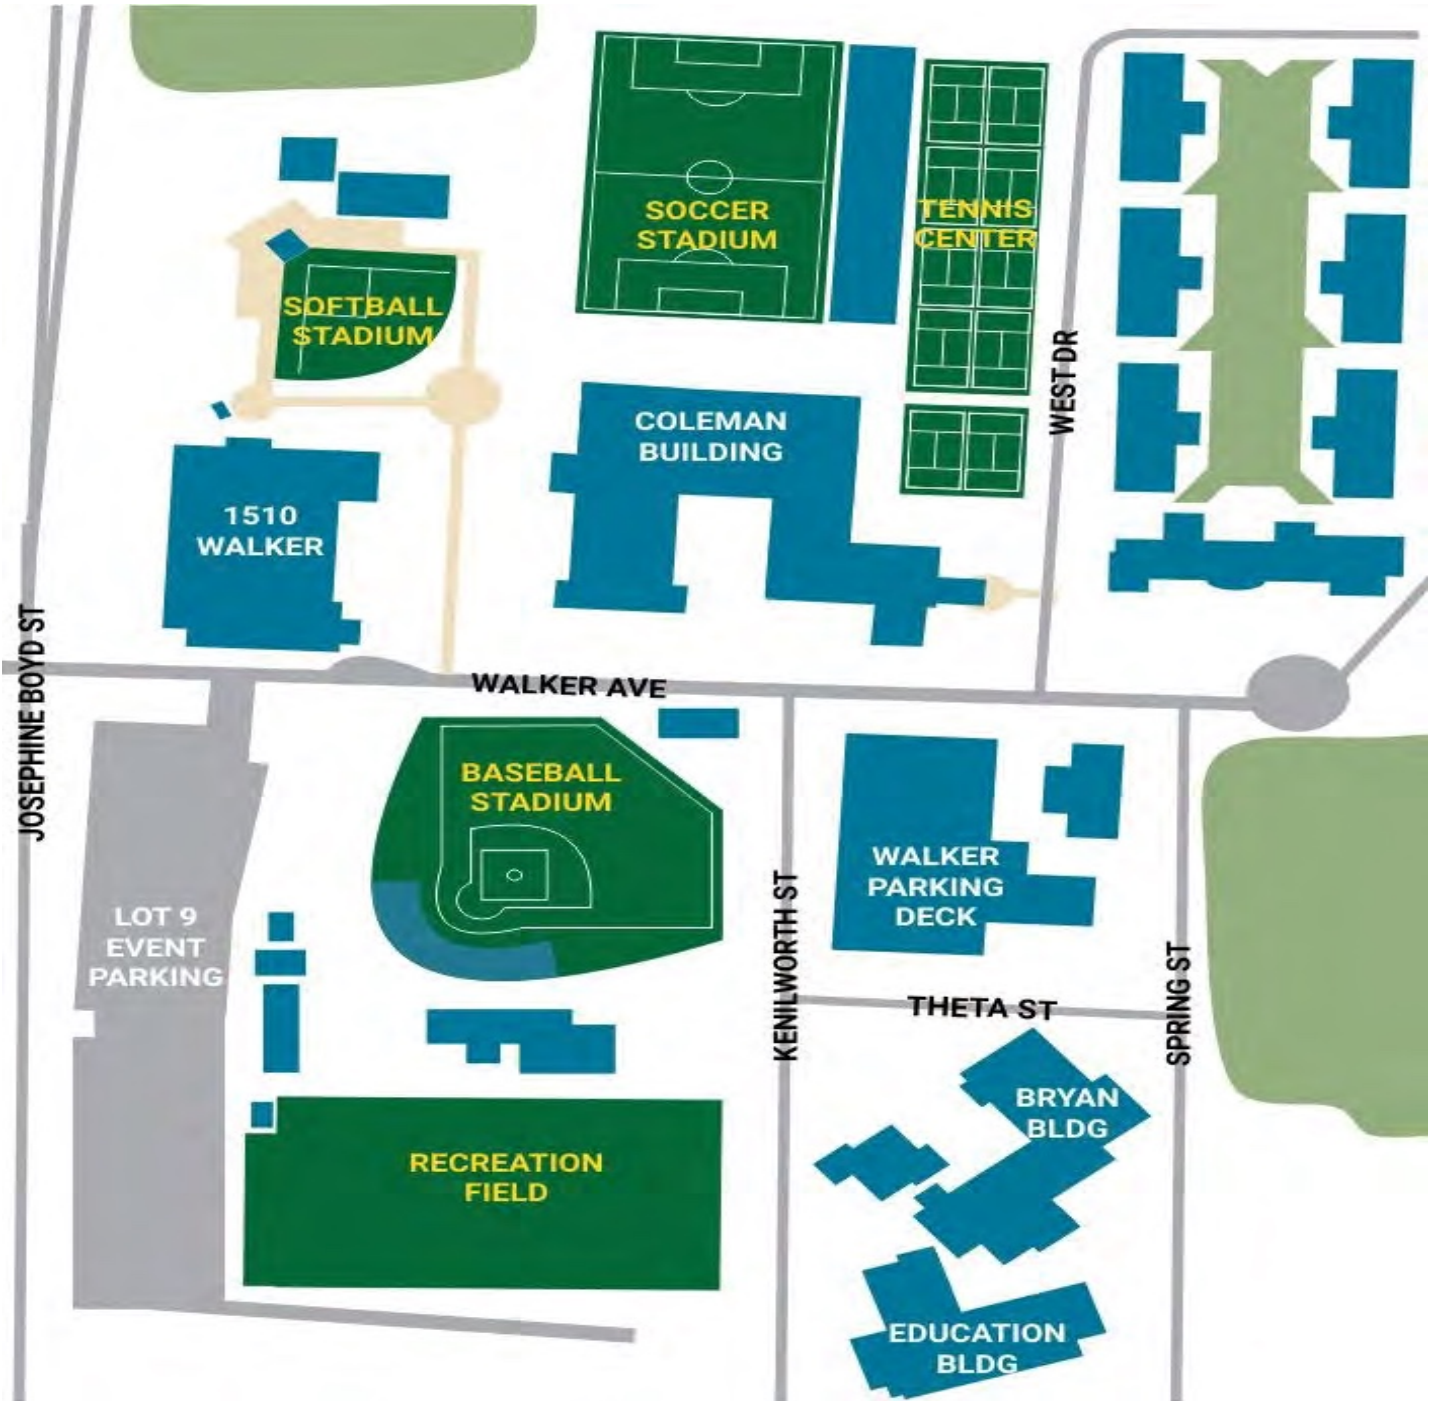 SOCCER
STADIUM
TENNIS
CENTER
SOFTBALL
STADIUM
WEST DR
COLEMAN
BUILDING
1510
WALKER
JOSEPHINE BOYD ST
WALKER AVE
BASEBALL
STADIUM
WALKER
PARKING
DECK
KENILWORTH ST
LOT 9
EVENT
PARKING
SPRING ST
THETA ST
BRYAN
BLDG
RECREATION
FIELD
EDUCATION
BLDG